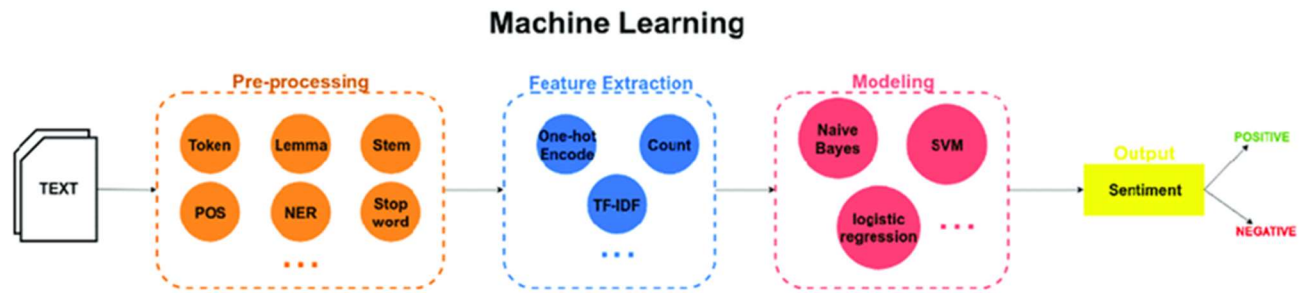 Machine Learning
Pre-processing
Feature Extraction
Modeling
TEXT
Token
Lemma
Stem
POS
NER
Stop
word
...
One-hot
Encode
Count
TF-IDF
...
Naive
Bayes
SVM
logistic
regression
...
Output
Sentiment
POSITIVE
NEGATIVE